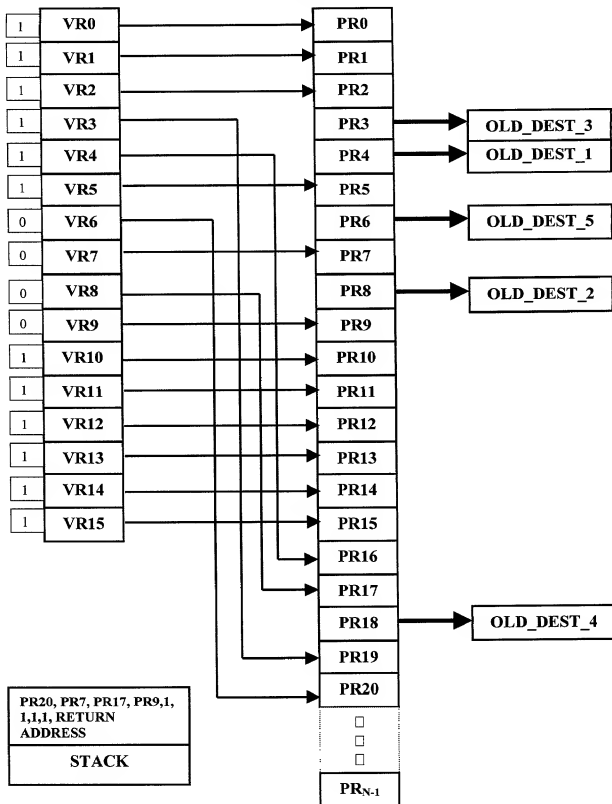 1 VR0 PR0
1 VR1 PR1
1 VR2 PR2
1 VR3 PR3 OLD_DEST_3
1 VR4 PR4 OLD_DEST_1
1 VR5 PR5
0 VR6 PR6 OLD_DEST_5
0 VR7 PR7
0 VR8 PR8 OLD_DEST_2
0 VR9 PR9
1 VR10 PR10
1 VR11 PR11
1 VR12 PR12
1 VR13 PR13
1 VR14 PR14
1 VR15 PR15
PR16
PR17
PR18 OLD_DEST_4
PR19
PR20
PR20, PR7, PR17, PR9,1,
1,1,1, RETURN
ADDRESS
STACK
PRN-1